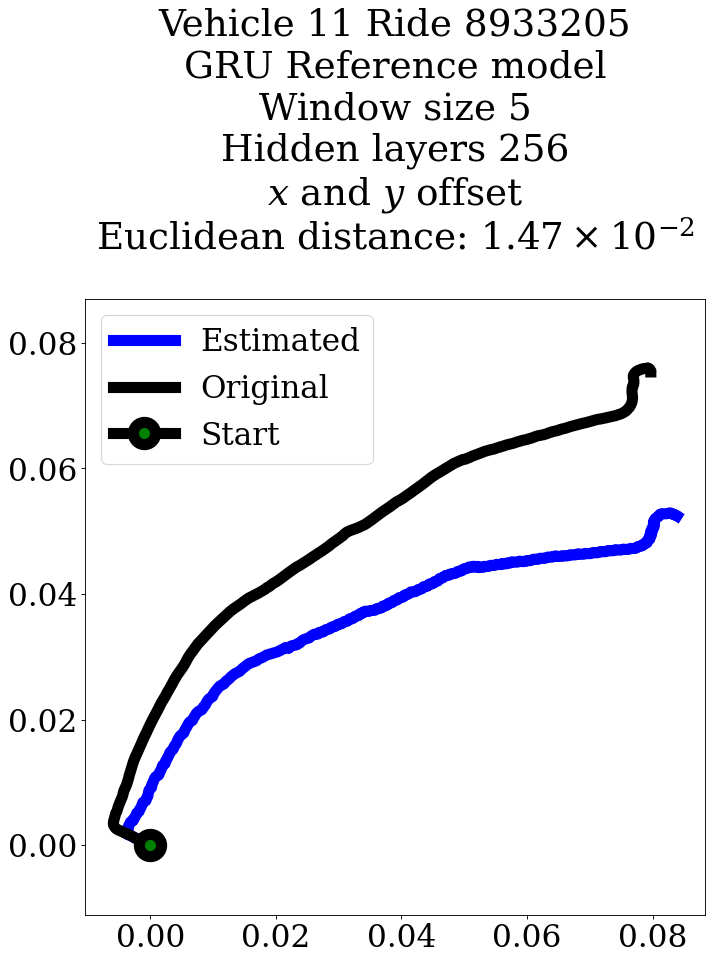 Vehicle 11 Ride 8933205
GRU Reference model
Window size 5
Hidden layers 256
x and y offset
Euclidean distance: 1.47 × 10⁻²
Estimated
Original
Start
0.08
0.06
0.04
0.02
0.00
0.00 0.02 0.04 0.06 0.08